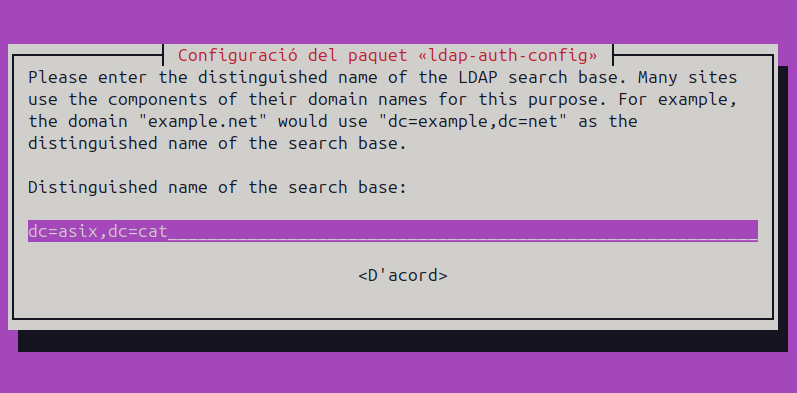 Configuració del paquet «ldap-auth-config»
Please enter the distinguished name of the LDAP search base. Many sites
use the components of their domain names for this purpose. For example,
the domain "example.net" would use "dc=example,dc=net" as the
distinguished name of the search base.
Distinguished name of the search base:
dc=asix,dc=cat___________________________________________________________
<D'acord>